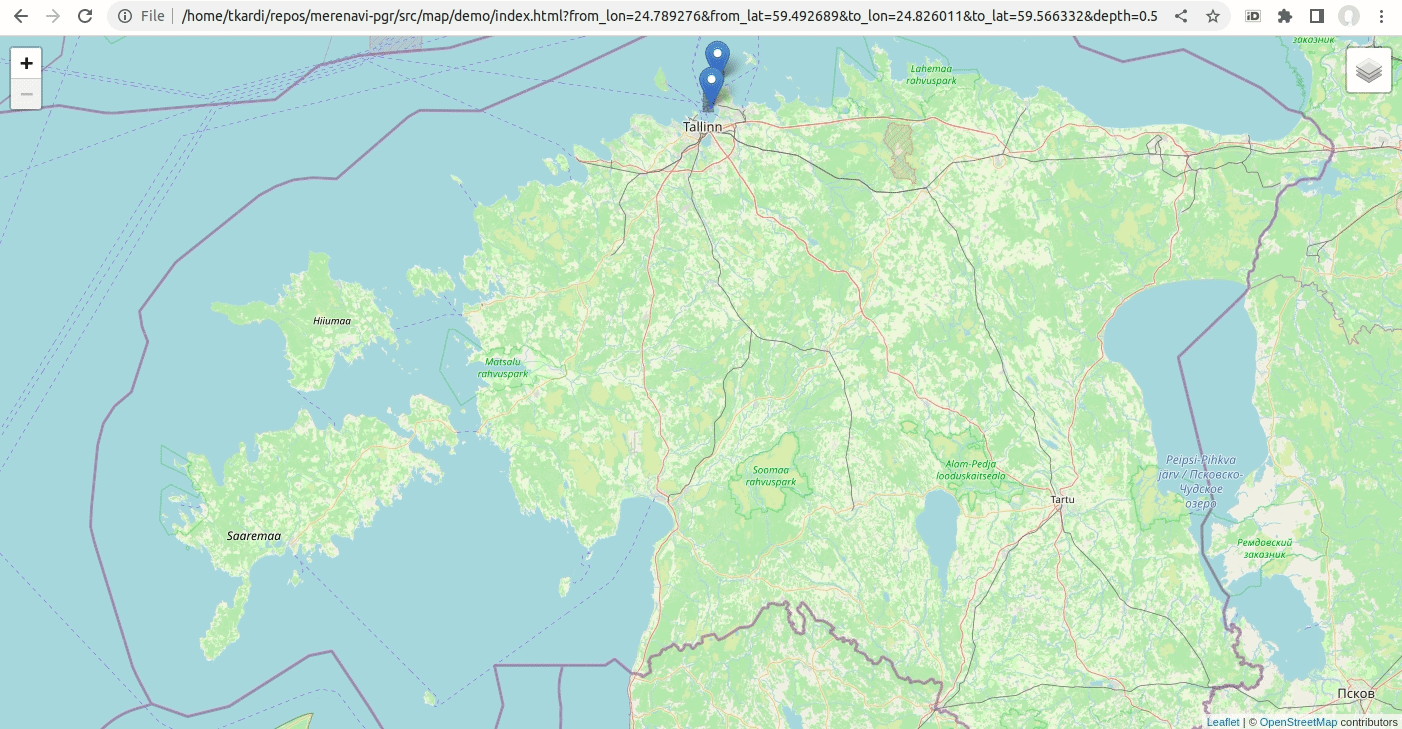 File | /home/tkardi/repos/merenavi-pgr/src/map/demo/index.html?from_lon=24.789276&from_lat=59.492689&to_lon=24.826011&to_lat=59.566332&depth=0.5
iD
заказник
+
−
Lahemaa
rahvuspark
Tallinn
Hiiumaa
Matsalu
rahvuspark
Soomaa
rahvuspark
Alam-Pedja
looduskaitseala
Peipsi-Pihkva
järv / Псковско-
Чудское
озеро
Tartu
Saaremaa
Ремдовский
заказник
Псков
Leaflet | © OpenStreetMap contributors